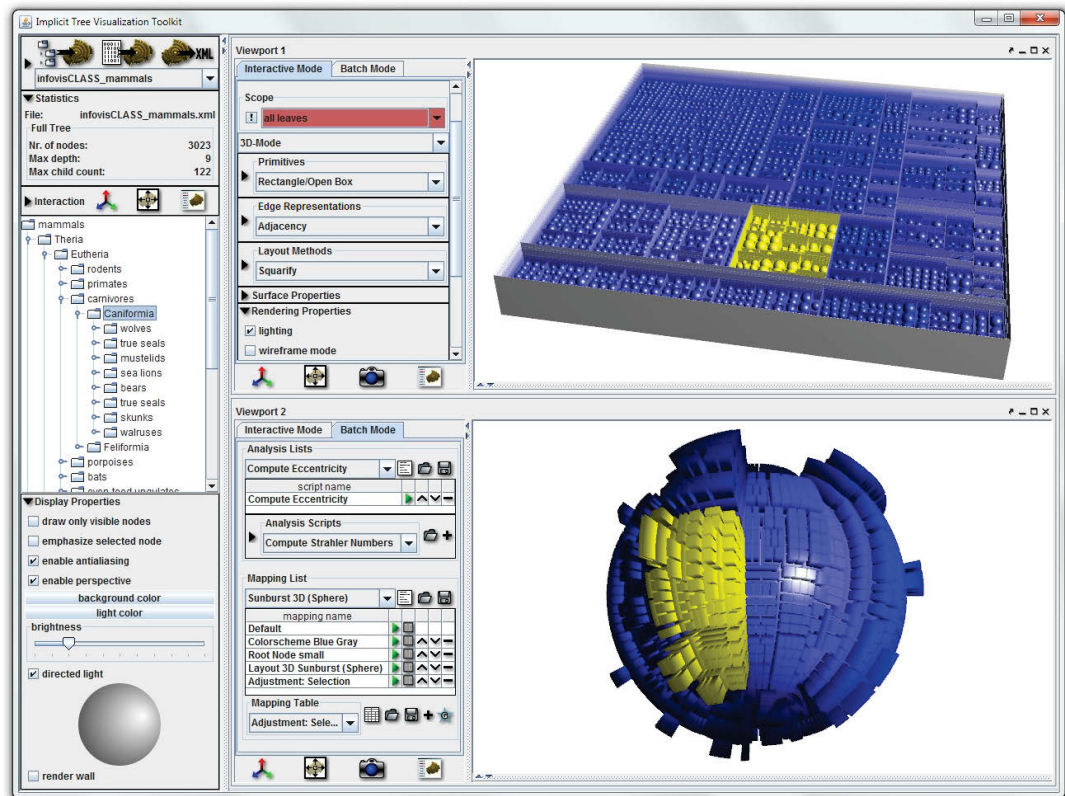 Implicit Tree Visualization Toolkit
XML
infovisCLASS_mammals
Statistics
File: infovisCLASS_mammals.xml
Full Tree
Nr. of nodes: 3023
Max depth: 9
Max child count: 122
Interaction
mammals
Theria
Eutheria
rodents
primates
carnivores
Caniformia
wolves
true seals
mustelids
sea lions
bears
true seals
skunks
walruses
Feliformia
porpoises
bats
even-toed ungulates
Display Properties
draw only visible nodes
emphasize selected node
enable antialiasing
enable perspective
background color
light color
brightness
directed light
render wall
Viewport 1
Interactive Mode Batch Mode
Scope
! all leaves
3D-Mode
Primitives
Rectangle/Open Box
Edge Representations
Adjacency
Layout Methods
Squarify
Surface Properties
Rendering Properties
lighting
wireframe mode
Viewport 2
Interactive Mode Batch Mode
Analysis Lists
Compute Eccentricity
script name
Compute Eccentricity
Analysis Scripts
Compute Strahler Numbers
Mapping List
Sunburst 3D (Sphere)
mapping name
Default
Colorscheme Blue Gray
Root Node small
Layout 3D Sunburst (Sphere)
Adjustment: Selection
Mapping Table
Adjustment: Sele...